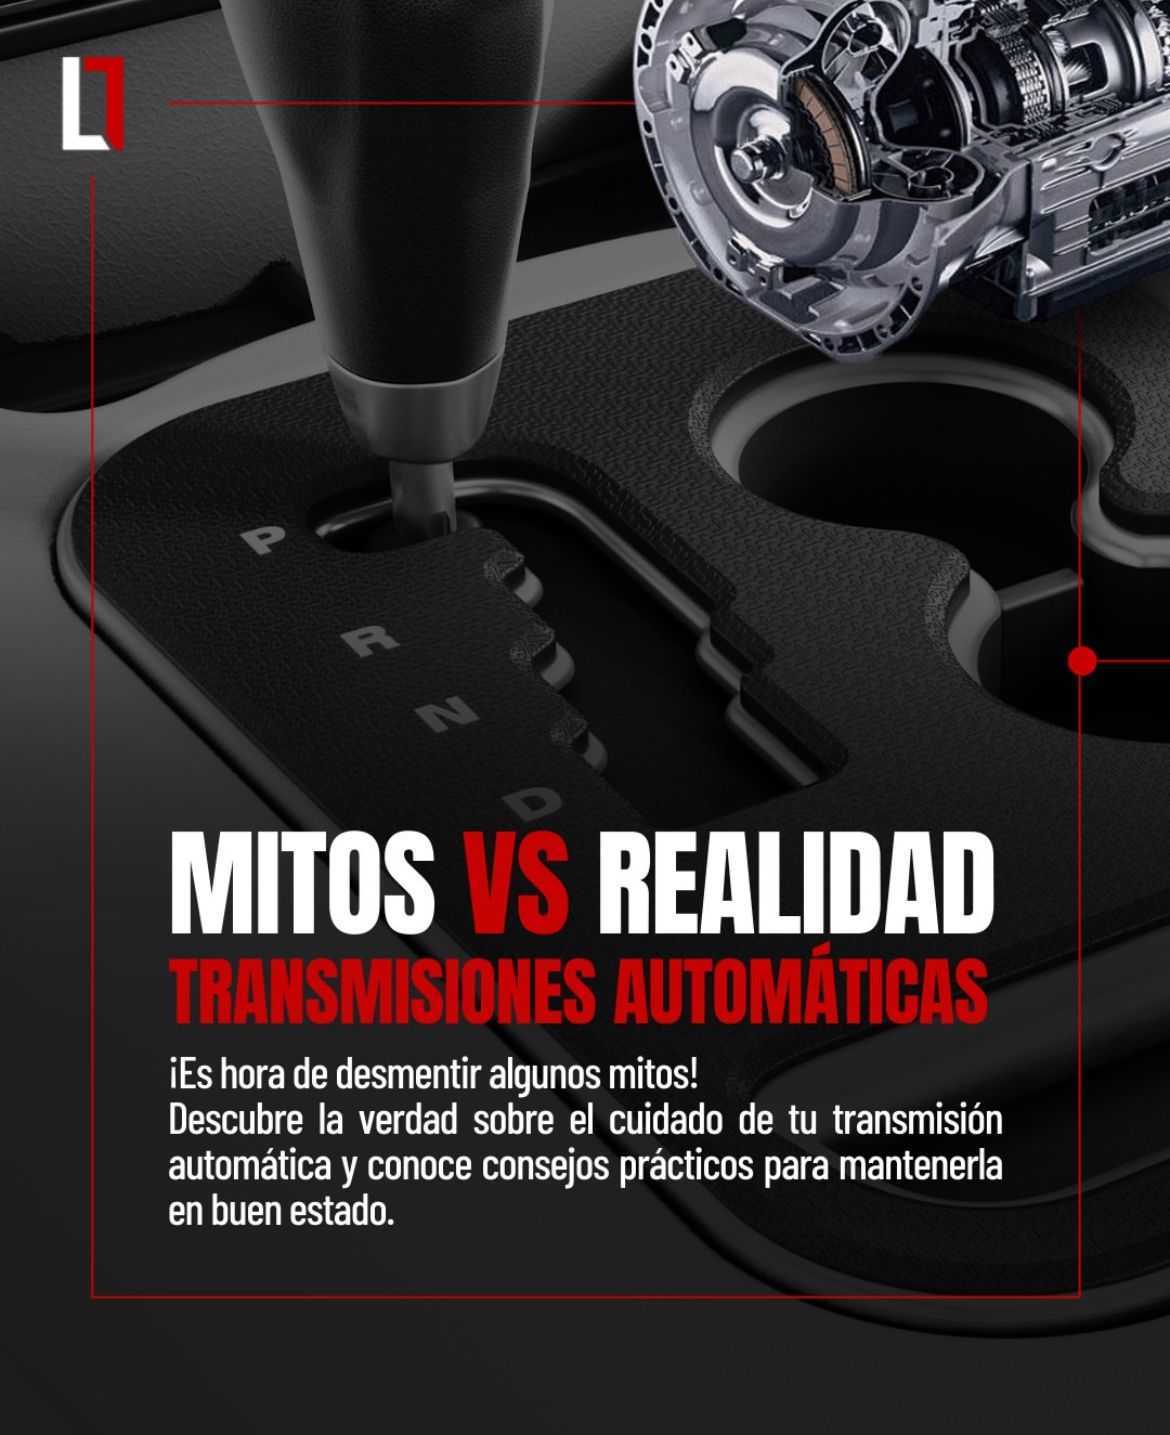 LT
P
R
N
D
MITOS VS REALIDAD
TRANSMISIONES AUTOMÁTICAS
¡Es hora de desmentir algunos mitos!
Descubre la verdad sobre el cuidado de tu transmisión
automática y conoce consejos prácticos para mantenerla
en buen estado.